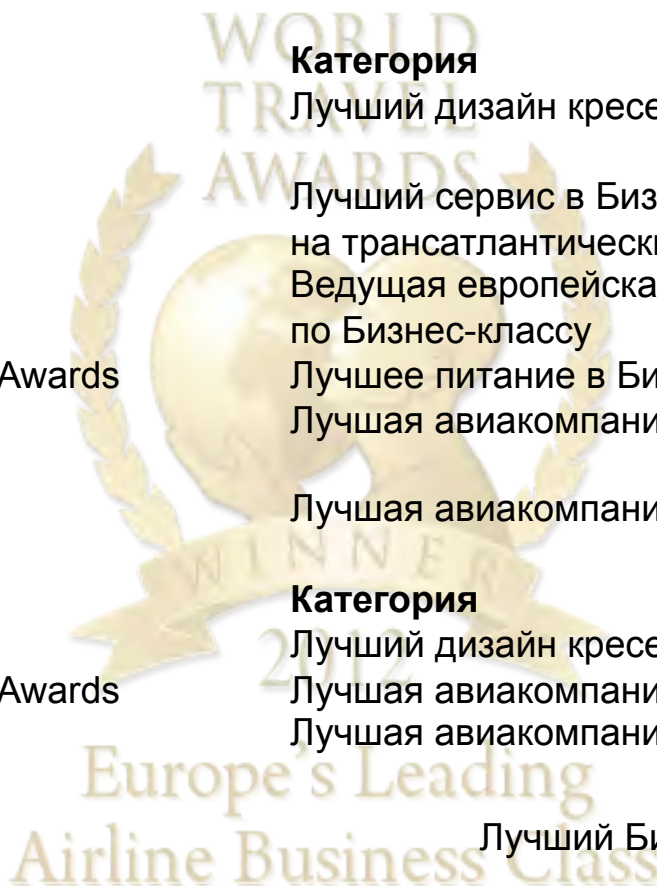 WORLD
TRAVEL
AWARDS
Категория
Лучший дизайн кресе
Лучший сервис в Биз
на трансатлантическ
Ведущая европейска
по Бизнес-классу
Awards Лучшее питание в Би
Лучшая авиакомпани
Лучшая авиакомпани
WINNER
Категория
2012
Лучший дизайн кресе
Awards Лучшая авиакомпани
Лучшая авиакомпани
Europe's Leading
Лучший Би
Airline Business Class